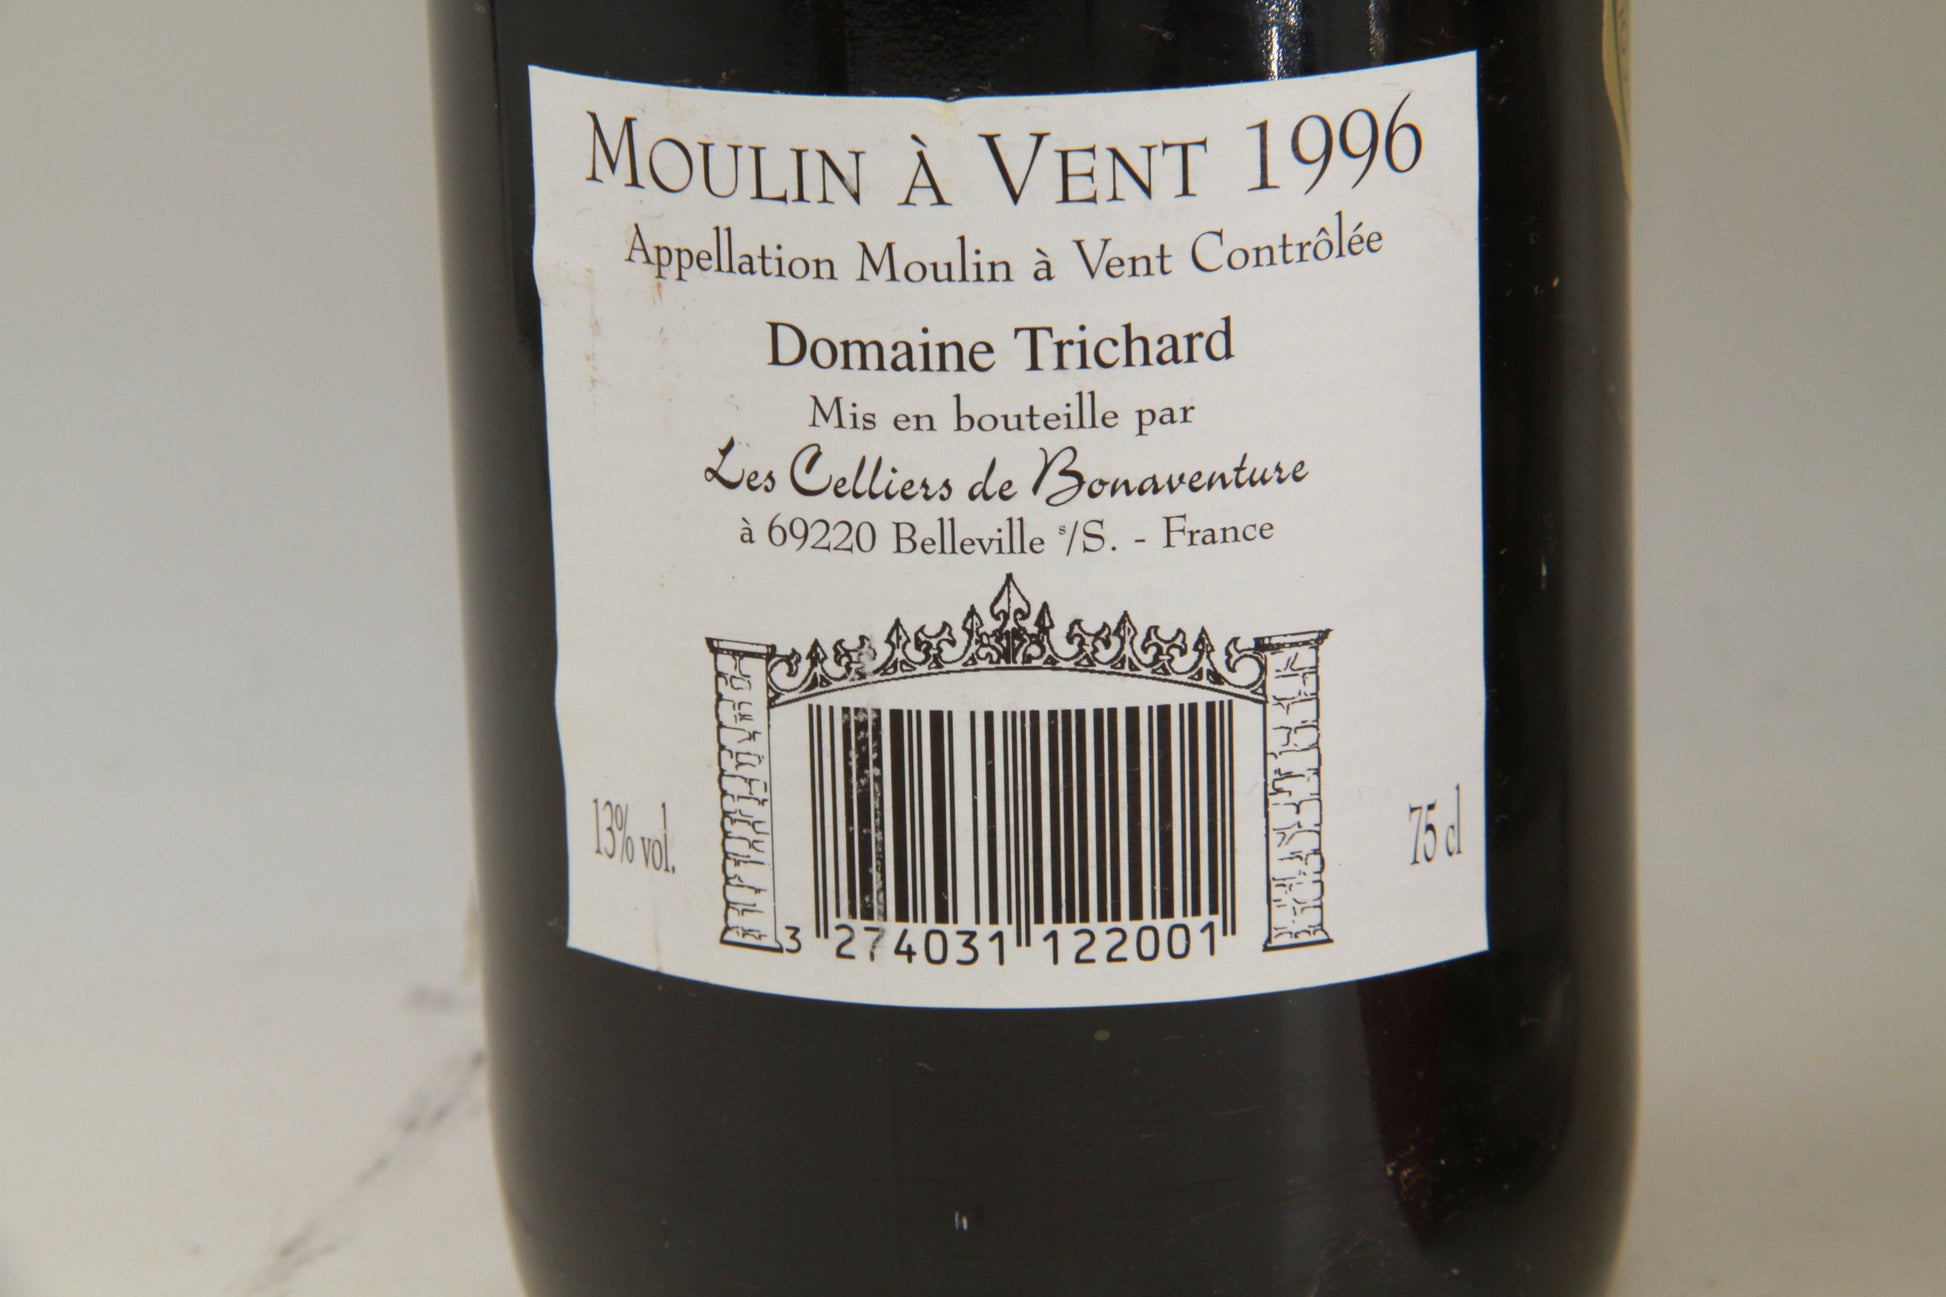 MOULIN À VENT 1996
Appellation Moulin à Vent Contrôlée
Domaine Trichard
Mis en bouteille par
Les Celliers de Bonaventure
à 69220 Belleville s/S. - France
13% vol.
75 cl
3 274031 122001